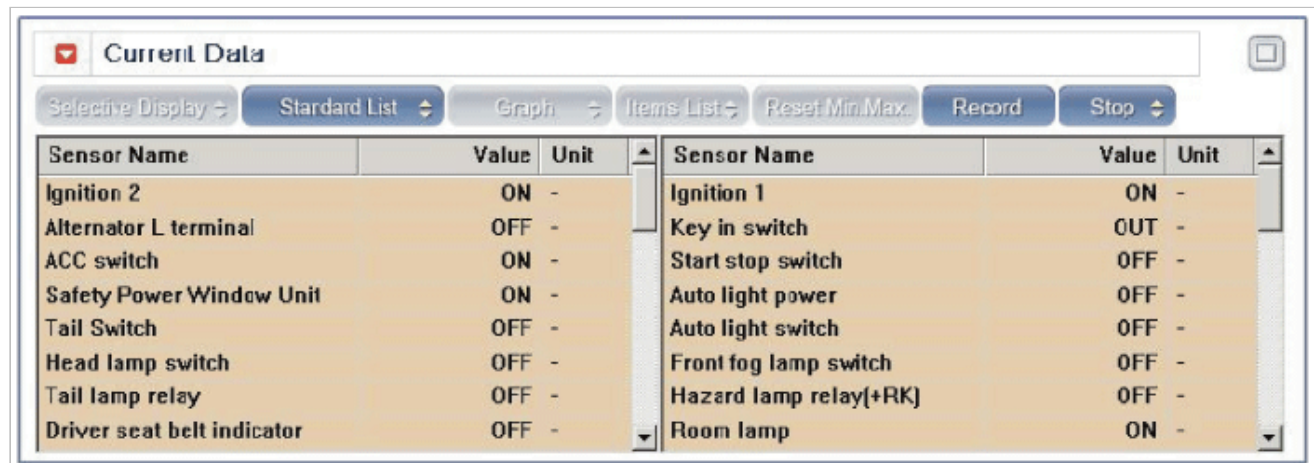 Current Data
Selective Display Standard List Graph Items List Reset Min.Max. Record Stop
Sensor Name Value Unit Sensor Name Value Unit
Ignition 2 ON - Ignition 1 ON -
Alternator L terminal OFF - Key in switch OUT -
ACC switch ON - Start stop switch OFF -
Safety Power Window Unit ON - Auto light power OFF -
Tail Switch OFF - Auto light switch OFF -
Head lamp switch OFF - Front fog lamp switch OFF -
Tail lamp relay OFF - Hazard lamp relay(+RK) OFF -
Driver seat belt indicator OFF - Room lamp ON -